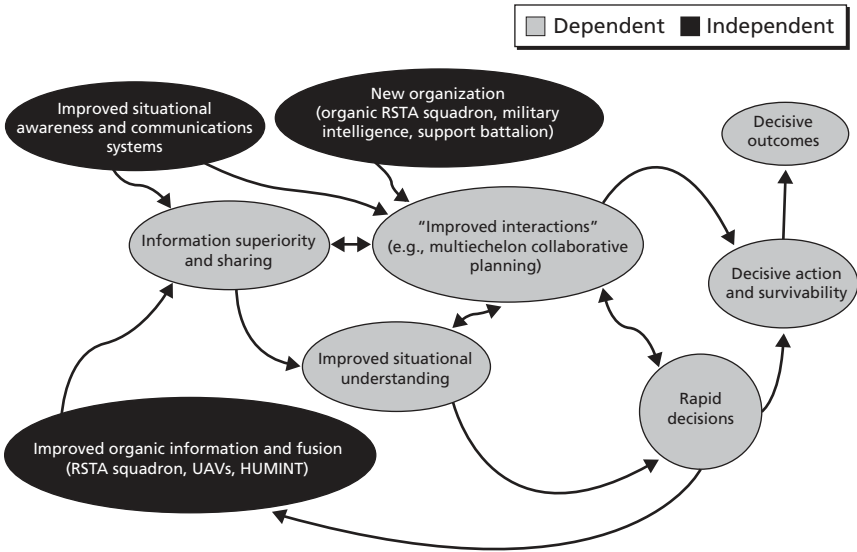 Dependent
Independent
Improved situational
awareness and communications
systems
New organization
(organic RSTA squadron, military
intelligence, support battalion)
Decisive
outcomes
Information superiority
and sharing
“Improved interactions”
(e.g., multiechelon collaborative
planning)
Decisive action
and survivability
Improved situational
understanding
Rapid
decisions
Improved organic information and fusion
(RSTA squadron, UAVs, HUMINT)